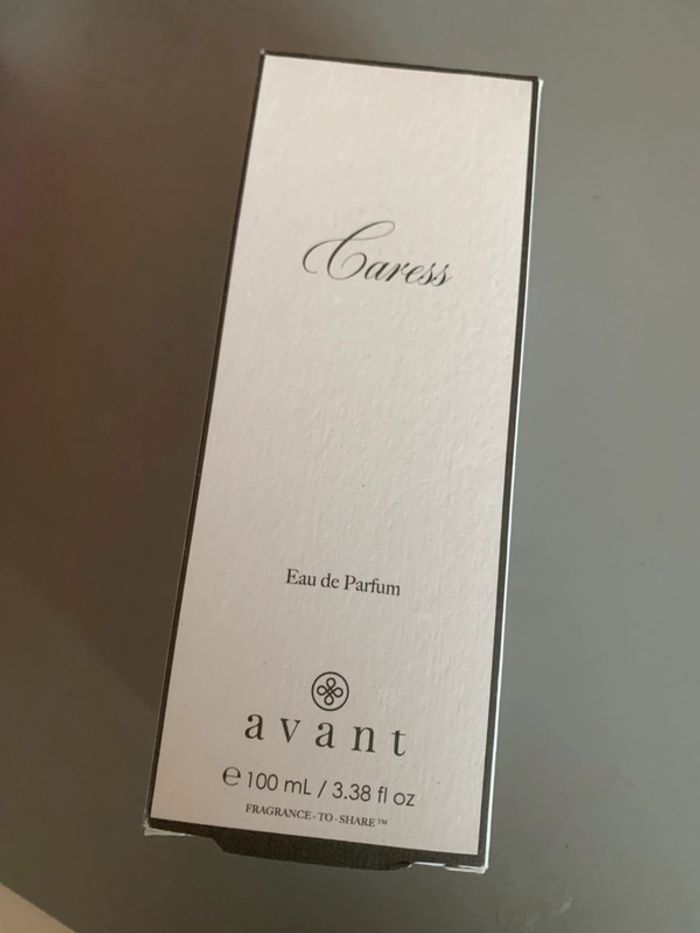 Caress
Eau de Parfum
avant
℮ 100 mL / 3.38 fl oz
FRAGRANCE - TO - SHARE™